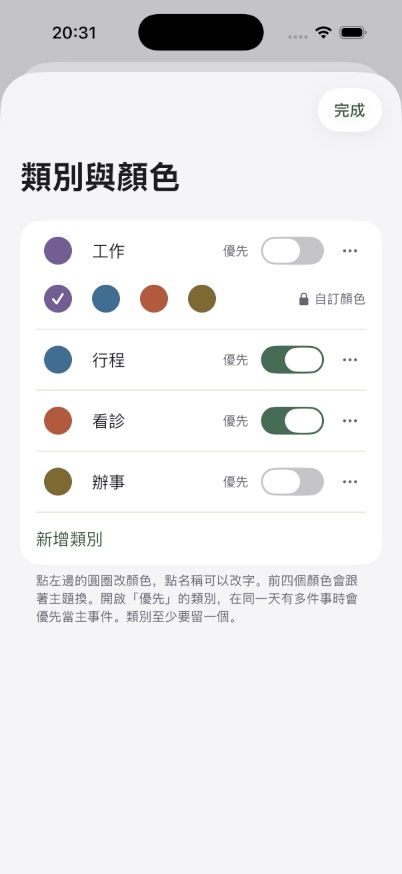 20:31
完成
類別與顏色
工作 優先
自訂顏色
行程 優先
看診 優先
辦事 優先
新增類別
點左邊的圓圈改顏色，點名稱可以改字。前四個顏色會跟
著主題換。開啟「優先」的類別，在同一天有多件事時會
優先當主事件。類別至少要留一個。